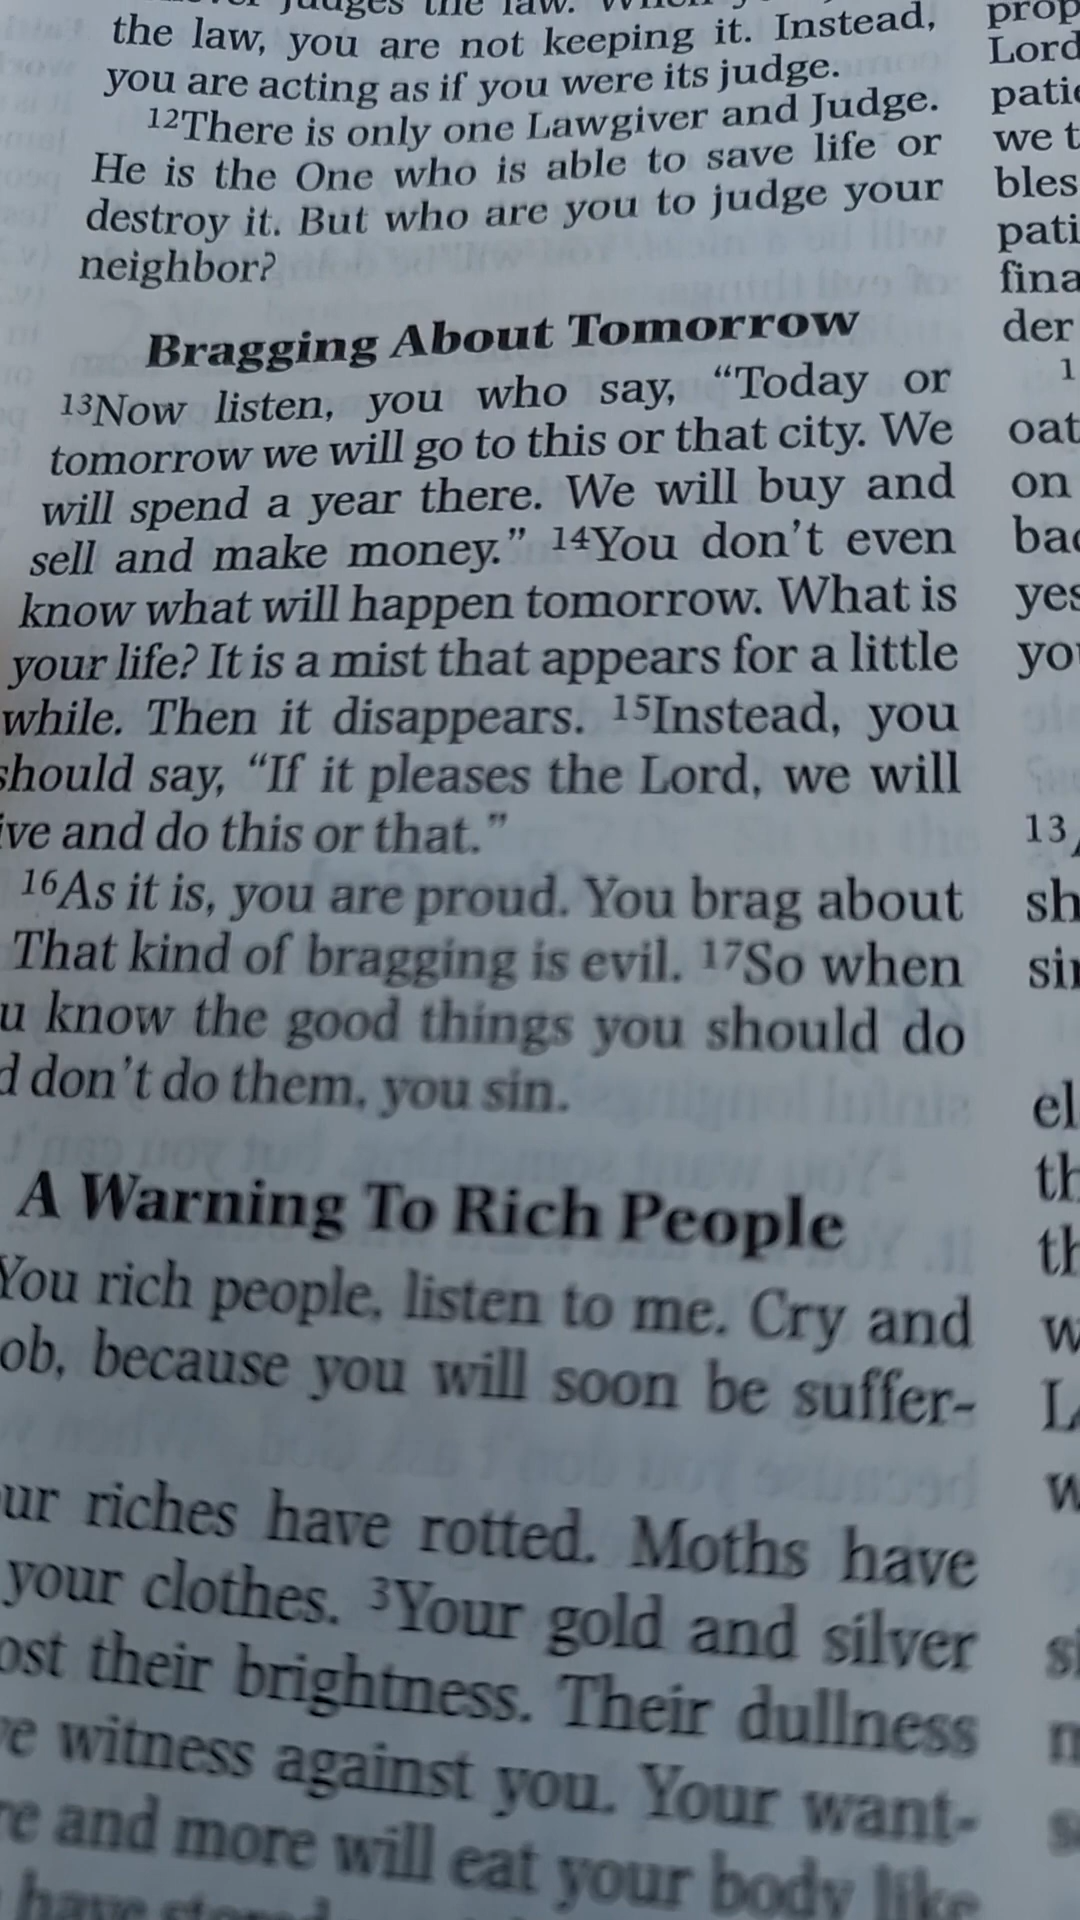 judges the law.
the law, you are not keeping it. Instead,
you are acting as if you were its judge.
12There is only one Lawgiver and Judge.
He is the One who is able to save life or
destroy it. But who are you to judge your
neighbor?
Bragging About Tomorrow
13Now listen, you who say, “Today or
tomorrow we will go to this or that city. We
will spend a year there. We will buy and
sell and make money.” 14You don’t even
know what will happen tomorrow. What is
your life? It is a mist that appears for a little
while. Then it disappears. 15Instead, you
should say, “If it pleases the Lord, we will
ive and do this or that.”
16As it is, you are proud. You brag about
That kind of bragging is evil. 17So when
u know the good things you should do
d don’t do them, you sin.
A Warning To Rich People
You rich people, listen to me. Cry and
ob, because you will soon be suffer-
ur riches have rotted. Moths have
your clothes. 3Your gold and silver
ost their brightness. Their dullness
ve witness against you. Your want-
re and more will eat your body like
have stored
prop
Lord
patie
we t
bles
pati
fina
der
1
oat
on
bac
yes
you
13
sh
sin
el
th
th
w
L
w